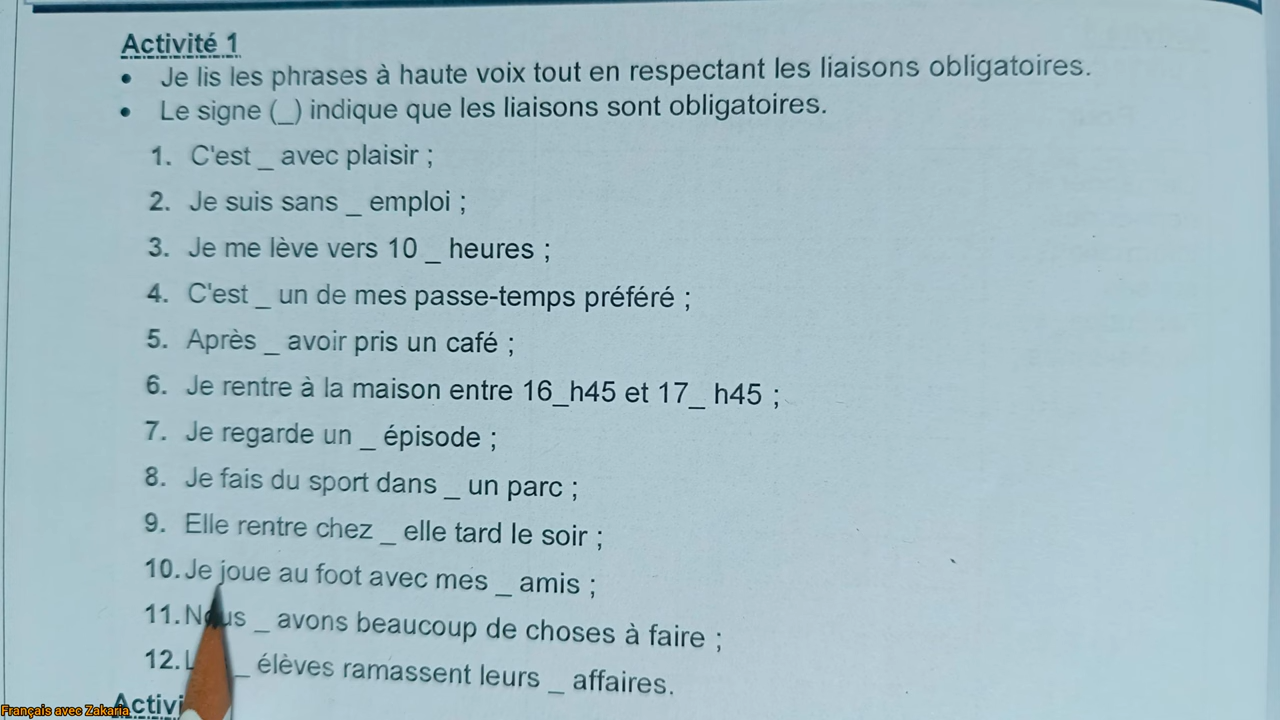 Activité 1
• Je lis les phrases à haute voix tout en respectant les liaisons obligatoires.
• Le signe (_) indique que les liaisons sont obligatoires.
1. C'est _ avec plaisir ;
2. Je suis sans _ emploi ;
3. Je me lève vers 10 _ heures ;
4. C'est _ un de mes passe-temps préféré ;
5. Après _ avoir pris un café ;
6. Je rentre à la maison entre 16_h45 et 17_ h45 ;
7. Je regarde un _ épisode ;
8. Je fais du sport dans _ un parc ;
9. Elle rentre chez _ elle tard le soir ;
10. Je joue au foot avec mes _ amis ;
11. Nous _ avons beaucoup de choses à faire ;
12. _ élèves ramassent leurs _ affaires.
Français avec Zakaria